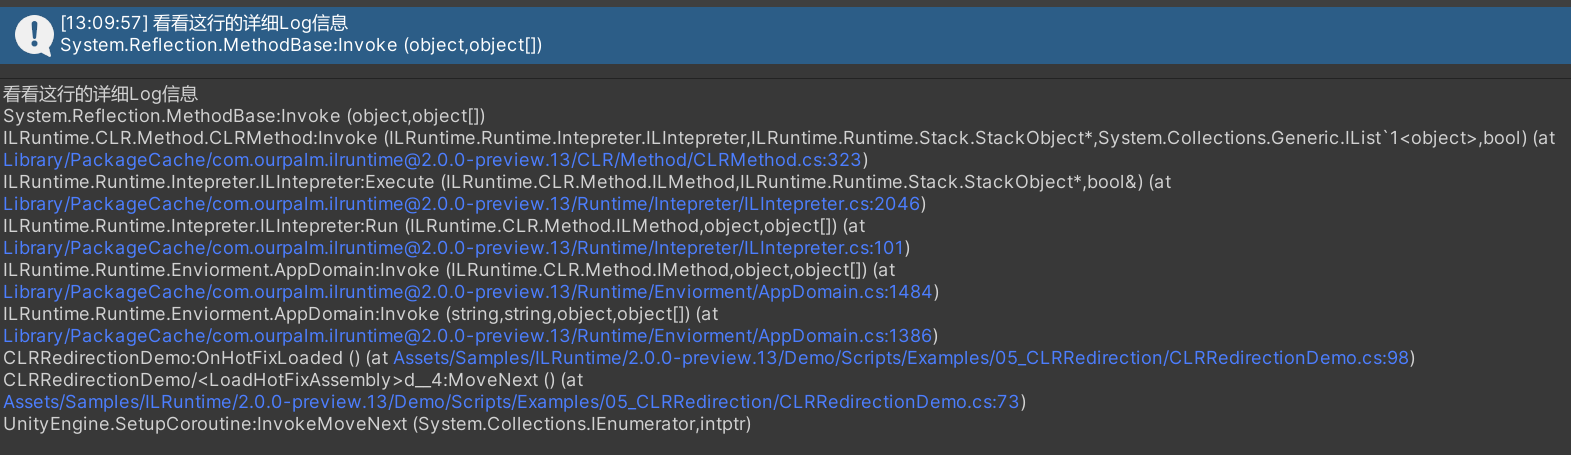 [13:09:57] 看看这行的详细Log信息
System.Reflection.MethodBase:Invoke (object,object[])
看看这行的详细Log信息
System.Reflection.MethodBase:Invoke (object,object[])
ILRuntime.CLR.Method.CLRMethod:Invoke (ILRuntime.Runtime.Intepreter.ILIntepreter,ILRuntime.Runtime.Stack.StackObject*,System.Collections.Generic.IList`1<object>,bool) (at
Library/PackageCache/com.ourpalm.ilruntime@2.0.0-preview.13/CLR/Method/CLRMethod.cs:323)
ILRuntime.Runtime.Intepreter.ILIntepreter:Execute (ILRuntime.CLR.Method.ILMethod,ILRuntime.Runtime.Stack.StackObject*,bool&) (at
Library/PackageCache/com.ourpalm.ilruntime@2.0.0-preview.13/Runtime/Intepreter/ILIntepreter.cs:2046)
ILRuntime.Runtime.Intepreter.ILIntepreter:Run (ILRuntime.CLR.Method.ILMethod,object,object[]) (at
Library/PackageCache/com.ourpalm.ilruntime@2.0.0-preview.13/Runtime/Intepreter/ILIntepreter.cs:101)
ILRuntime.Runtime.Enviorment.AppDomain:Invoke (ILRuntime.CLR.Method.IMethod,object,object[]) (at
Library/PackageCache/com.ourpalm.ilruntime@2.0.0-preview.13/Runtime/Enviorment/AppDomain.cs:1484)
ILRuntime.Runtime.Enviorment.AppDomain:Invoke (string,string,object,object[]) (at
Library/PackageCache/com.ourpalm.ilruntime@2.0.0-preview.13/Runtime/Enviorment/AppDomain.cs:1386)
CLRRedirectionDemo:OnHotFixLoaded () (at Assets/Samples/ILRuntime/2.0.0-preview.13/Demo/Scripts/Examples/05_CLRRedirection/CLRRedirectionDemo.cs:98)
CLRRedirectionDemo/<LoadHotFixAssembly>d__4:MoveNext () (at
Assets/Samples/ILRuntime/2.0.0-preview.13/Demo/Scripts/Examples/05_CLRRedirection/CLRRedirectionDemo.cs:73)
UnityEngine.SetupCoroutine:InvokeMoveNext (System.Collections.IEnumerator,intptr)